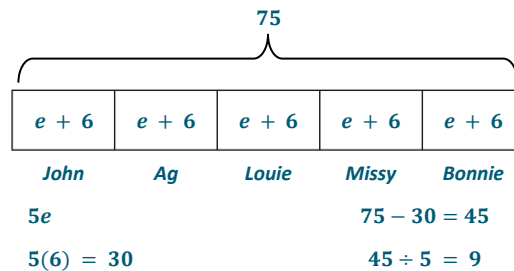 75
e + 6 e + 6 e + 6 e + 6 e + 6
John Ag Louie Missy Bonnie
5e 75 − 30 = 45
5(6) = 30 45 ÷ 5 = 9